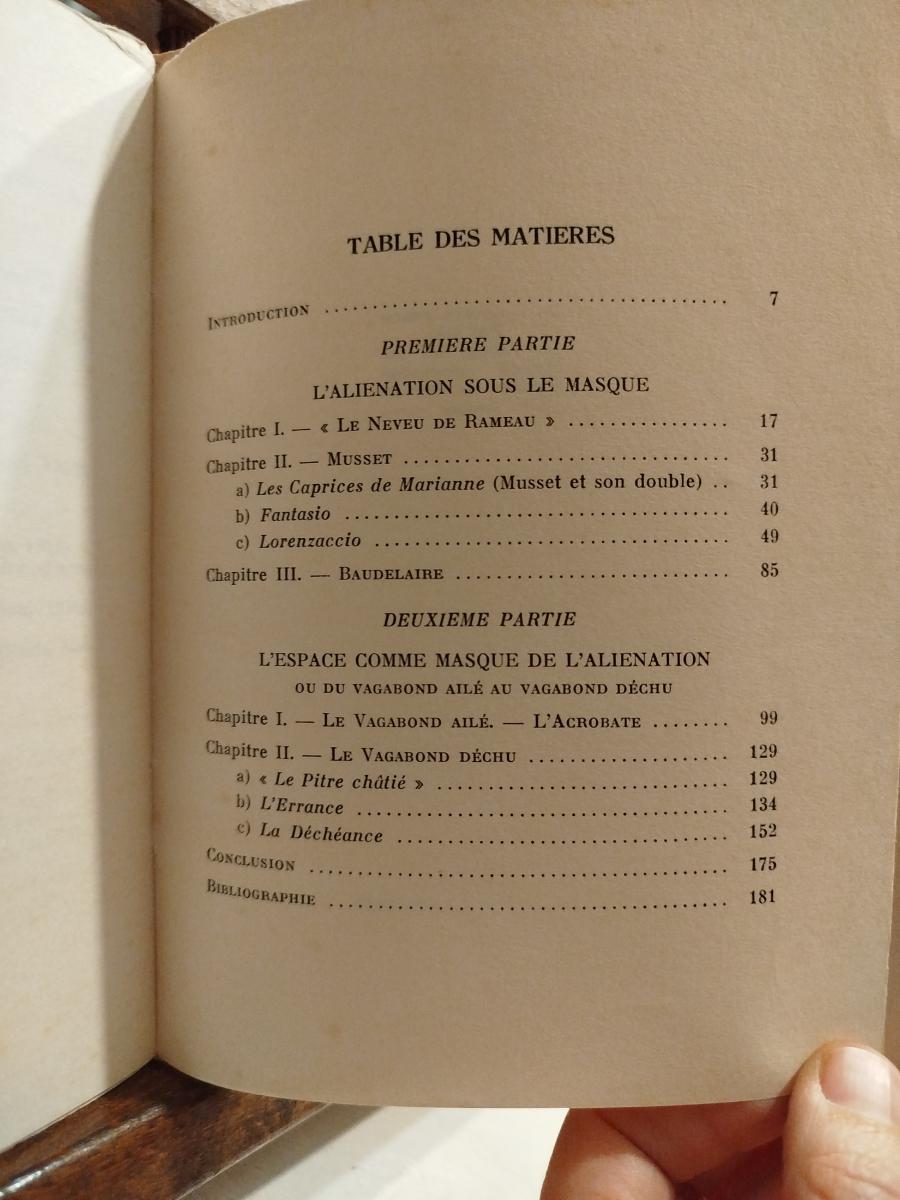 TABLE DES MATIERES
INTRODUCTION ........................................ 7
PREMIERE PARTIE
L'ALIENATION SOUS LE MASQUE
Chapitre I. — « LE NEVEU DE RAMEAU » ................ 17
Chapitre II. — MUSSET ................................. 31
a) Les Caprices de Marianne (Musset et son double) .. 31
b) Fantasio ....................................... 40
c) Lorenzaccio .................................... 49
Chapitre III. — BAUDELAIRE ............................ 85
DEUXIEME PARTIE
L'ESPACE COMME MASQUE DE L'ALIENATION
OU DU VAGABOND AILÉ AU VAGABOND DÉCHU
Chapitre I. — LE VAGABOND AILÉ. — L'ACROBATE ........ 99
Chapitre II. — LE VAGABOND DÉCHU .................... 129
a) « Le Pitre châtié » ............................. 129
b) L'Errance ...................................... 134
c) La Déchéance .................................. 152
CONCLUSION .......................................... 175
BIBLIOGRAPHIE ........................................ 181